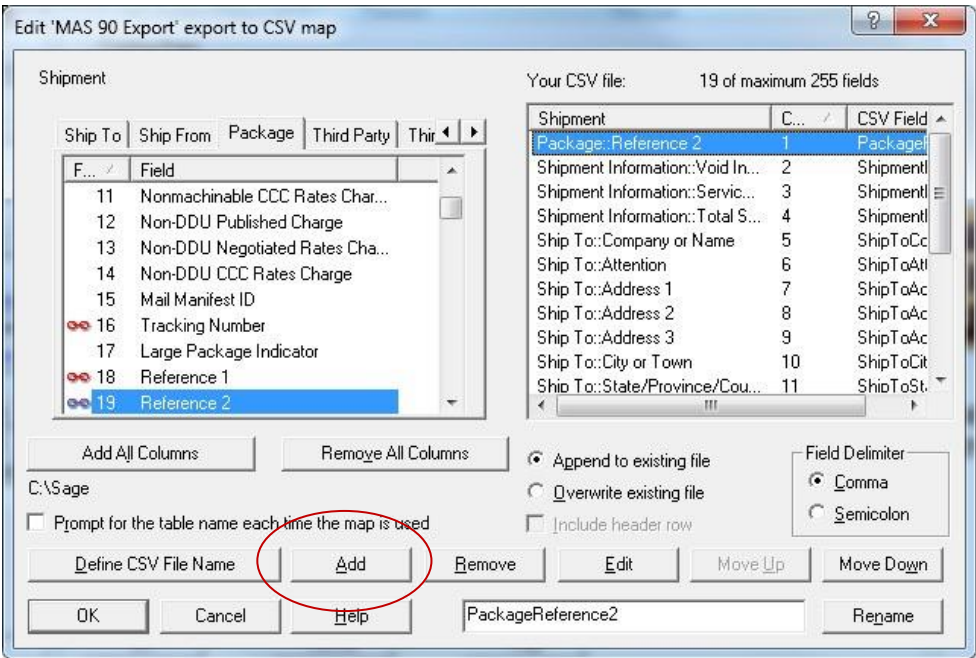 Edit 'MAS 90 Export' export to CSV map
?
X
Shipment
Your CSV file: 19 of maximum 255 fields
Ship To Ship From Package Third Party Thir
F... Field
11 Nonmachinable CCC Rates Char...
12 Non-DDU Published Charge
13 Non-DDU Negotiated Rates Cha...
14 Non-DDU CCC Rates Charge
15 Mail Manifest ID
16 Tracking Number
17 Large Package Indicator
18 Reference 1
19 Reference 2
Shipment C... CSV Field
Package::Reference 2 1 PackageR
Shipment Information::Void In... 2 ShipmentI
Shipment Information::Servic... 3 ShipmentI
Shipment Information::Total S... 4 ShipmentI
Ship To::Company or Name 5 ShipToCo
Ship To::Attention 6 ShipToAtt
Ship To::Address 1 7 ShipToAc
Ship To::Address 2 8 ShipToAc
Ship To::Address 3 9 ShipToAc
Ship To::City or Town 10 ShipToCit
Ship To::State/Province/Cou... 11 ShipToSt
Add All Columns
Remove All Columns
C:\Sage
Prompt for the table name each time the map is used
Append to existing file
Overwrite existing file
Include header row
Field Delimiter
Comma
Semicolon
Define CSV File Name
Add
Remove
Edit
Move Up
Move Down
OK
Cancel
Help
PackageReference2
Rename